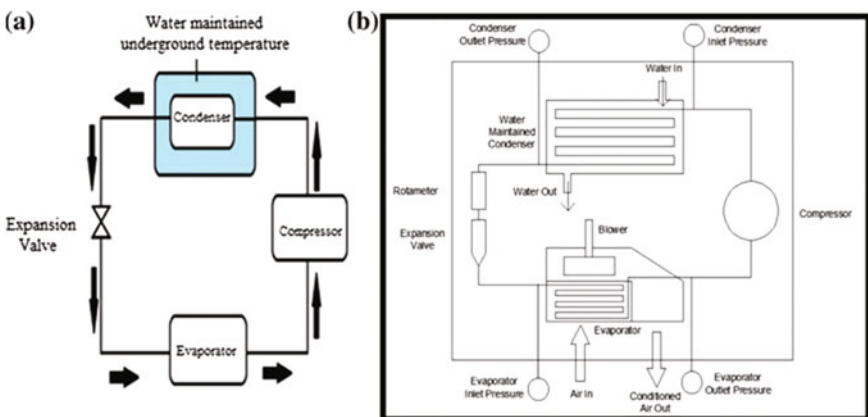 (a)
Water maintained
underground temperature
Condenser
Expansion
Valve
Compressor
Evaporator
(b)
Condenser
Outlet Pressure
Condenser
Inlet Pressure
Water In
Water
Maintained
Condenser
Rotameter
Water Out
Compressor
Expansion
Valve
Blower
Evaporator
Evaporator
Inlet Pressure
Air In
Conditioned
Air Out
Evaporator
Outlet Pressure